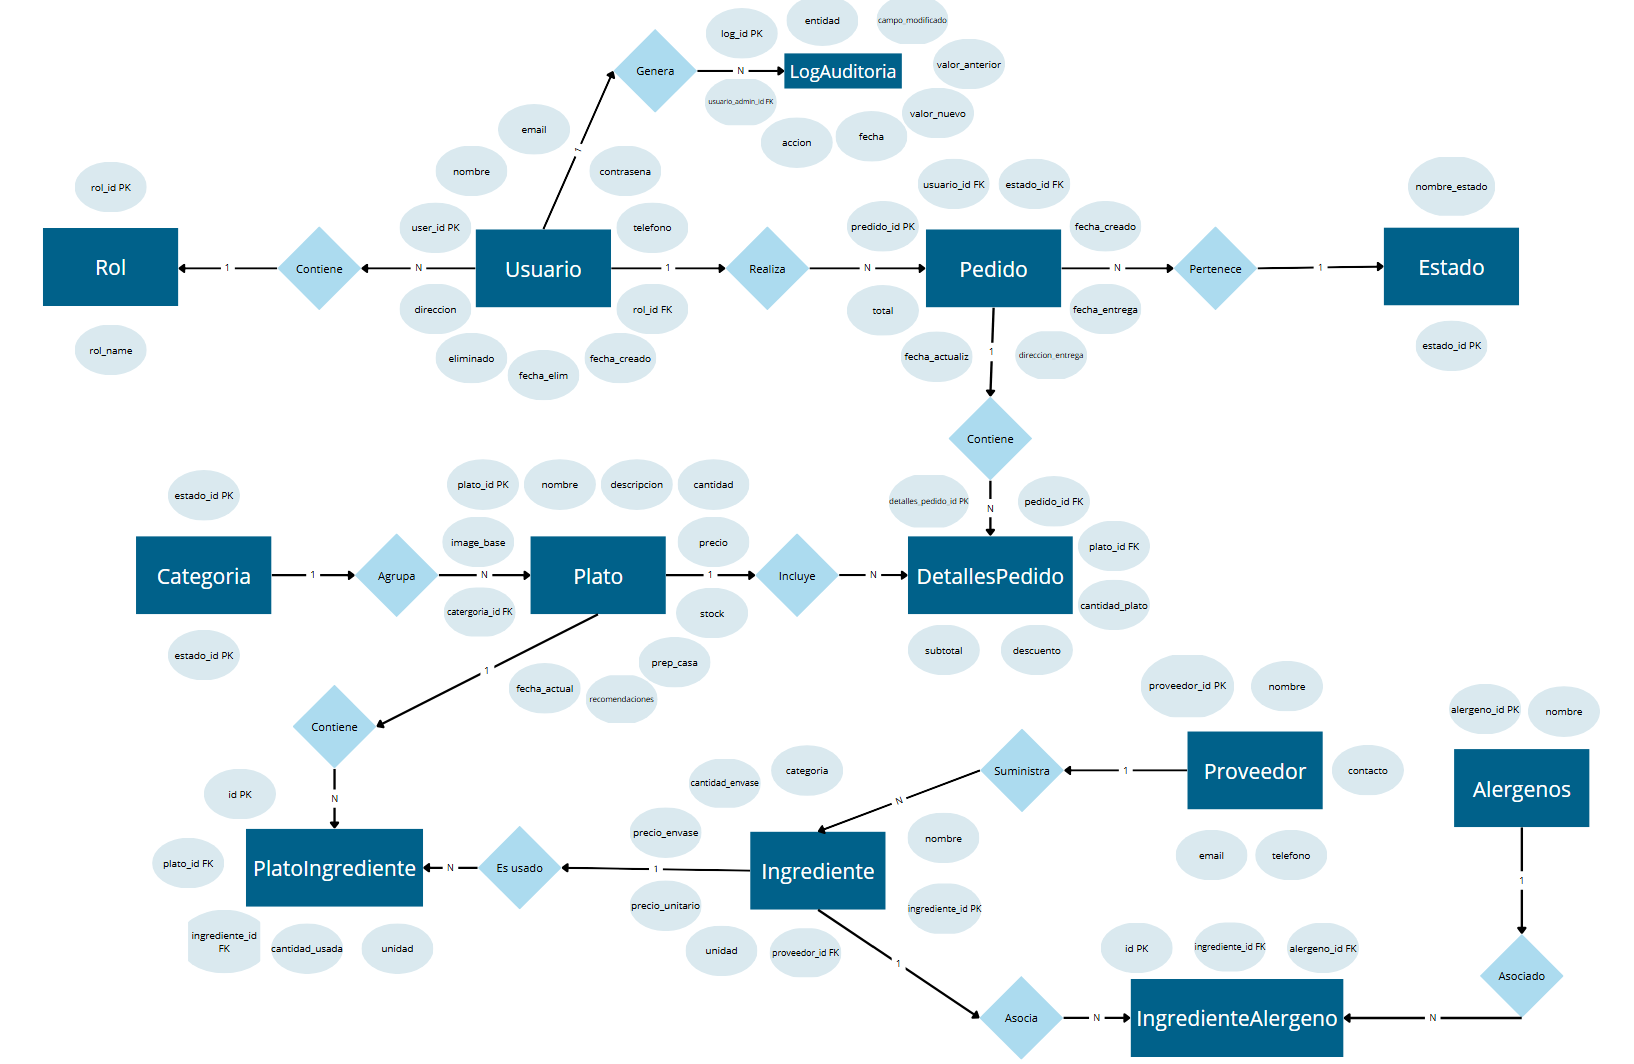 entidad
campo_modificado
log_id PK
Genera
N
LogAuditoria
valor_anterior
usuario_admin_id FK
valor_nuevo
email
accion
fecha
1
nombre
contrasena
rol_id PK
usuario_id FK
estado_id FK
nombre_estado
user_id PK
telefono
predido_id PK
fecha_creado
Rol
1
Contiene
N
Usuario
1
Realiza
N
Pedido
N
Pertenece
1
Estado
direccion
rol_id FK
total
fecha_entrega
rol_name
eliminado
fecha_elim
fecha_creado
fecha_actualiz
1
direccion_entrega
estado_id PK
Contiene
estado_id PK
plato_id PK
nombre
descripcion
cantidad
detalles_pedido_id PK
N
pedido_id FK
image_base
precio
plato_id FK
Categoria
1
Agrupa
N
Plato
1
Incluye
N
DetallesPedido
catergoria_id FK
stock
cantidad_plato
estado_id PK
1
prep_casa
subtotal
descuento
fecha_actual
recomendaciones
proveedor_id PK
nombre
alergeno_id PK
nombre
Contiene
cantidad_envase
categoria
Suministra
1
Proveedor
contacto
Alergenos
id PK
N
N
precio_envase
nombre
plato_id FK
PlatoIngrediente
N
Es usado
1
Ingrediente
email
telefono
1
precio_unitario
ingrediente_id PK
ingrediente_id
FK
cantidad_usada
unidad
unidad
proveedor_id FK
1
id PK
ingrediente_id FK
alergeno_id FK
Asociado
Asocia
N
IngredienteAlergeno
N